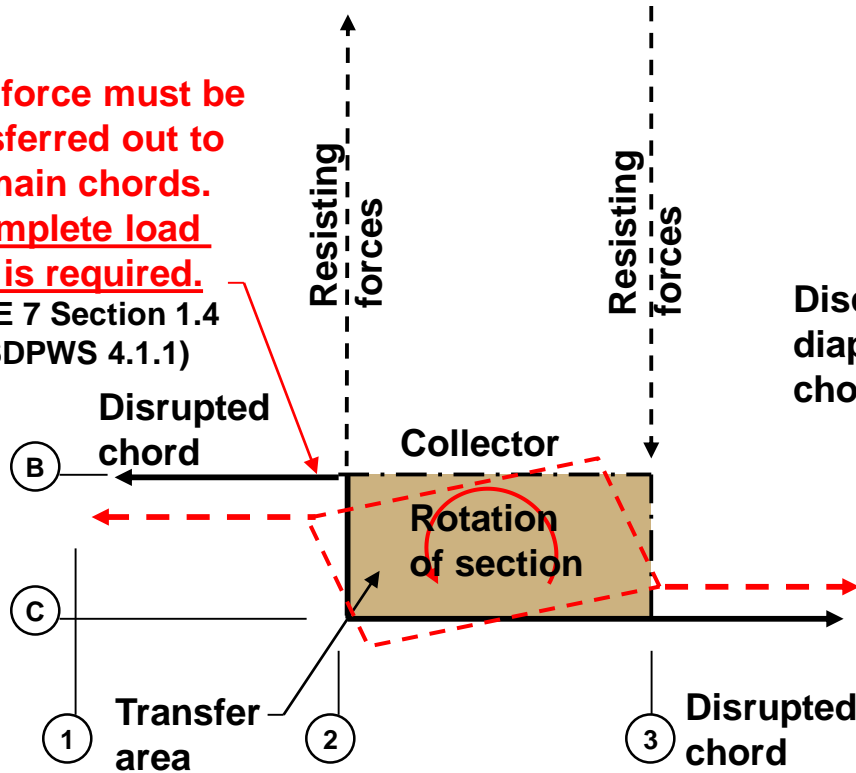 force must be
sferred out to
main chords.
mplete load
is required.
E 7 Section 1.4
SDPWS 4.1.1)
Resisting
forces
Resisting
forces
Disc
diap
cho
Disrupted
chord
Collector
B
Rotation
of section
C
Transfer
area
1
2
3
Disrupted
chord